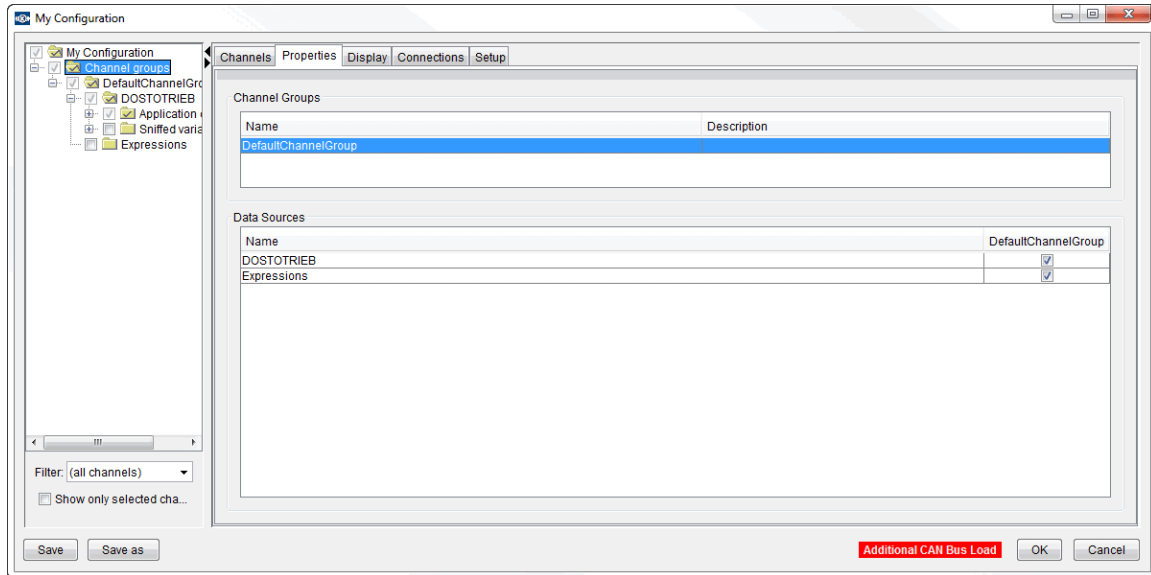 My Configuration
My Configuration
Channel groups
DefaultChannelGro
DOSTOTRIEB
Application
Sniffed varia
Expressions
Filter: (all channels)
Show only selected cha...
Channels Properties Display Connections Setup
Channel Groups
Name Description
DefaultChannelGroup
Data Sources
Name DefaultChannelGroup
DOSTOTRIEB
Expressions
Save Save as Additional CAN Bus Load OK Cancel